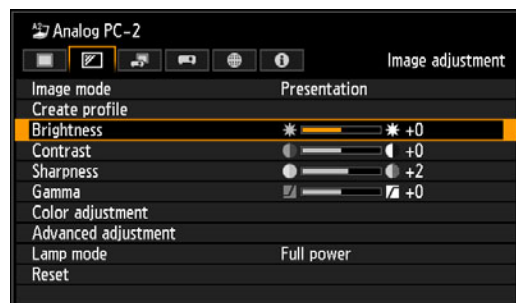 Analog PC-2
Image adjustment
Image mode Presentation
Create profile
Brightness +0
Contrast +0
Sharpness +2
Gamma +0
Color adjustment
Advanced adjustment
Lamp mode Full power
Reset